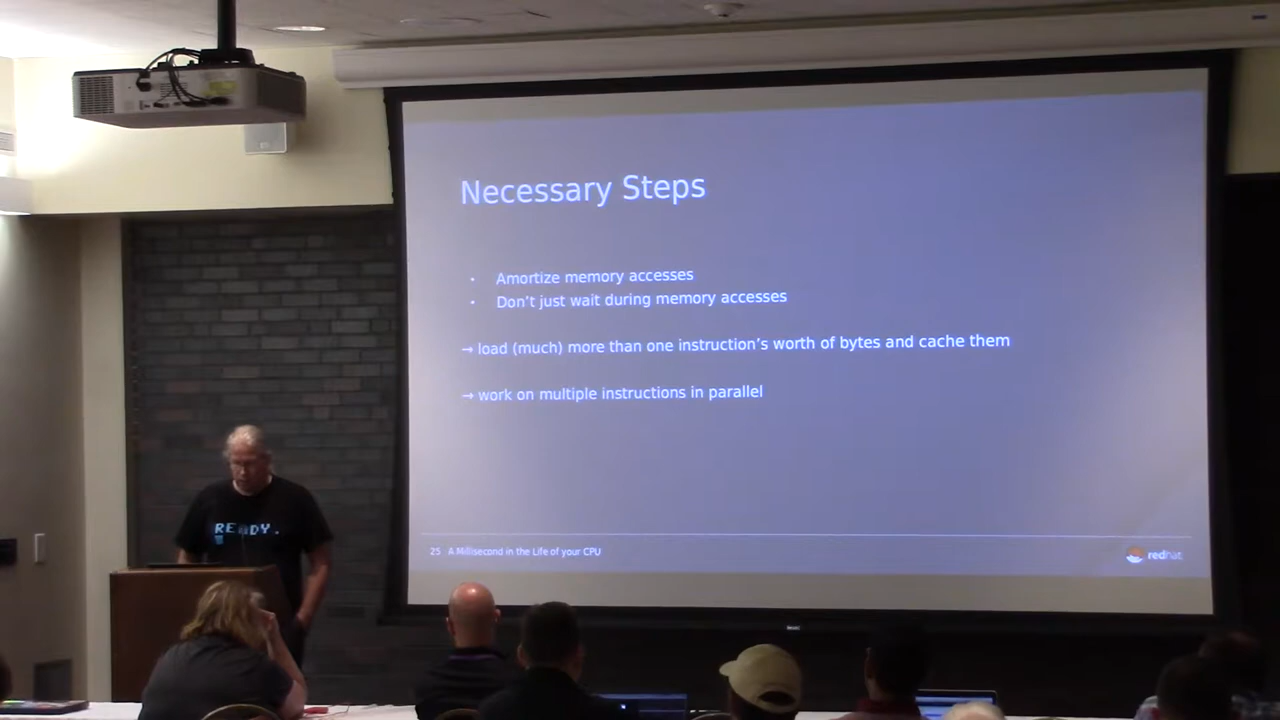 Necessary Steps
• Amortize memory accesses
• Don't just wait during memory accesses
→ load (much) more than one instruction's worth of bytes and cache them
→ work on multiple instructions in parallel
25 A Millisecond in the Life of your CPU
redhat
READY.